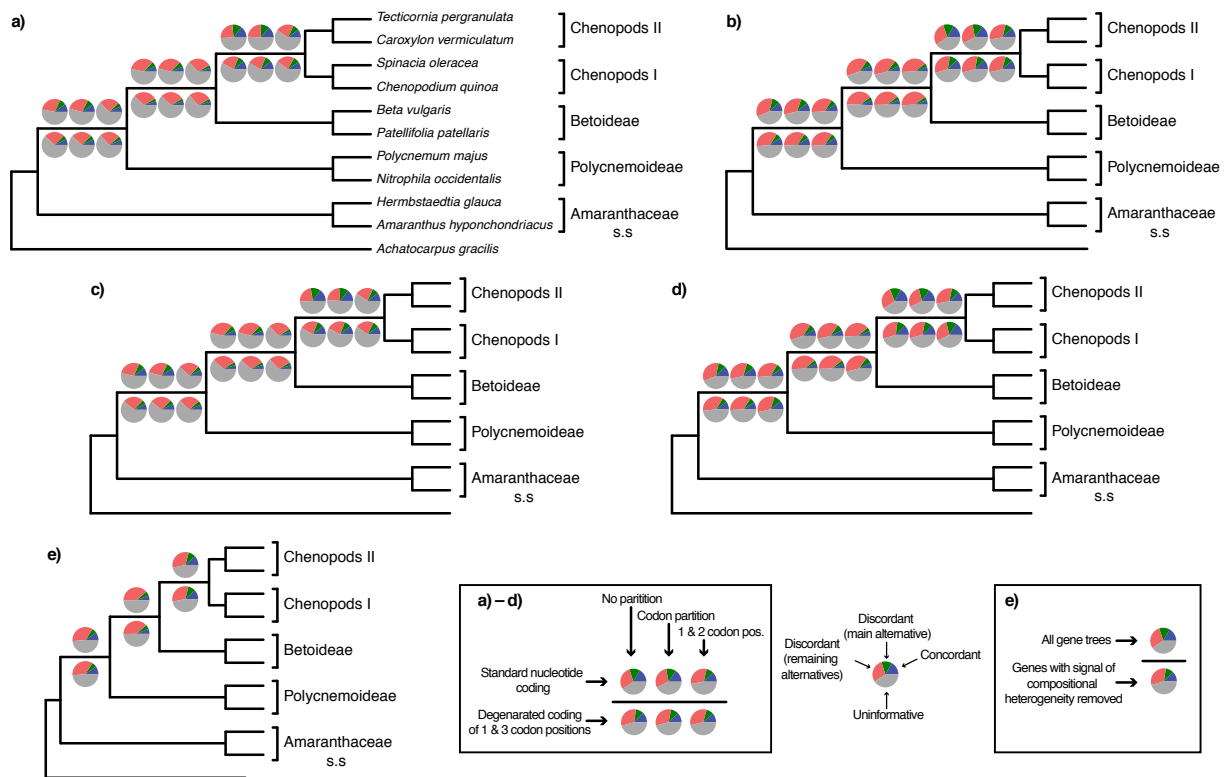 a)
Tecticornia pergranulata
Caroxylon vermiculatum
Spinacia oleracea
Chenopodium quinoa
Beta vulgaris
Patellifolia patellaris
Polycnemum majus
Nitrophila occidentalis
Hermbstaedtia glauca
Amaranthus hyponchondriacus
Achatocarpus gracilis
Chenopods II
Chenopods I
Betoideae
Polycnemoideae
Amaranthaceae
s.s
b)
Chenopods II
Chenopods I
Betoideae
Polycnemoideae
Amaranthaceae
s.s
c)
Chenopods II
Chenopods I
Betoideae
Polycnemoideae
Amaranthaceae
s.s
d)
Chenopods II
Chenopods I
Betoideae
Polycnemoideae
Amaranthaceae
s.s
e)
Chenopods II
Chenopods I
Betoideae
Polycnemoideae
Amaranthaceae
s.s
a) – d)
No paritition
Codon partition
1 & 2 codon pos.
Standard nucleotide
coding
Degenarated coding
of 1 & 3 codon positions
Discordant
(main alternative)
Discordant
(remaining
alternatives)
Concordant
Uninformative
e)
All gene trees
Genes with signal of
compositional
heterogeneity removed